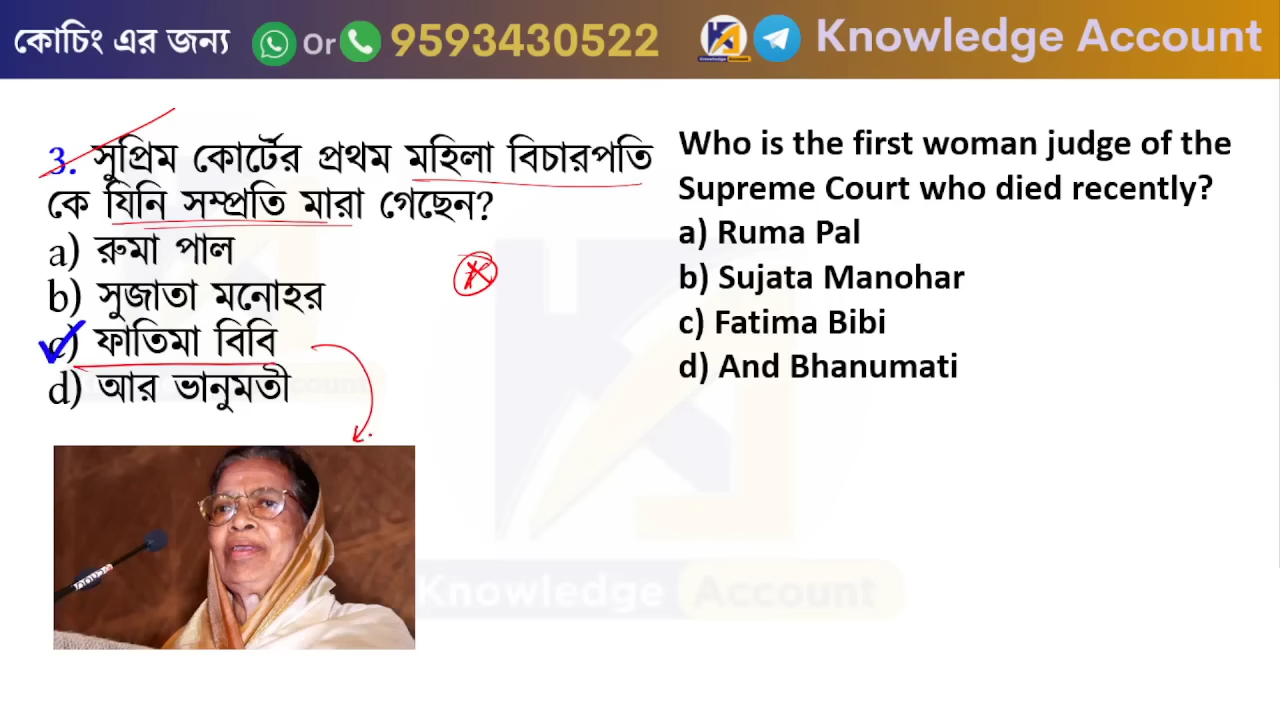 কোচিং এর জন্য Or 9593430522 Knowledge Account
3. সুপ্রিম কোর্টের প্রথম মহিলা বিচারপতি
কে যিনি সম্প্রতি মারা গেছেন?
a) রুমা পাল
b) সুজাতা মনোহর
c) ফাতিমা বিবি
d) আর ভানুমতী
Who is the first woman judge of the
Supreme Court who died recently?
a) Ruma Pal
b) Sujata Manohar
c) Fatima Bibi
d) And Bhanumati
Knowledge Account